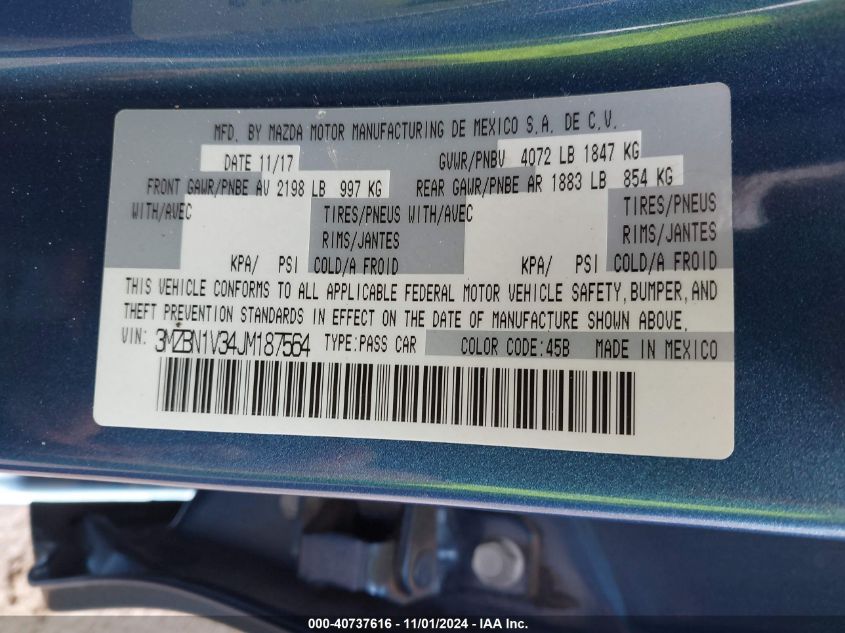 MFD. BY MAZDA MOTOR MANUFACTURING DE MEXICO S.A. DE C.V.
DATE 11/17 GVWR/PNBV 4072 LB 1847 KG
FRONT GAWR/PNBE AV 2198 LB 997 KG REAR GAWR/PNBE AR 1883 LB 854 KG
WITH/AVEC TIRES/PNEUS WITH/AVEC TIRES/PNEUS
RIMS/JANTES RIMS/JANTES
KPA/ PSI COLD/A FROID KPA/ PSI COLD/A FROID
THIS VEHICLE CONFORMS TO ALL APPLICABLE FEDERAL MOTOR VEHICLE SAFETY, BUMPER, AND
THEFT PREVENTION STANDARDS IN EFFECT ON THE DATE OF MANUFACTURE SHOWN ABOVE.
VIN: 3MZBN1V34JM187564 TYPE:PASS CAR COLOR CODE:45B MADE IN MEXICO
000-40737616 - 11/01/2024 - IAA Inc.